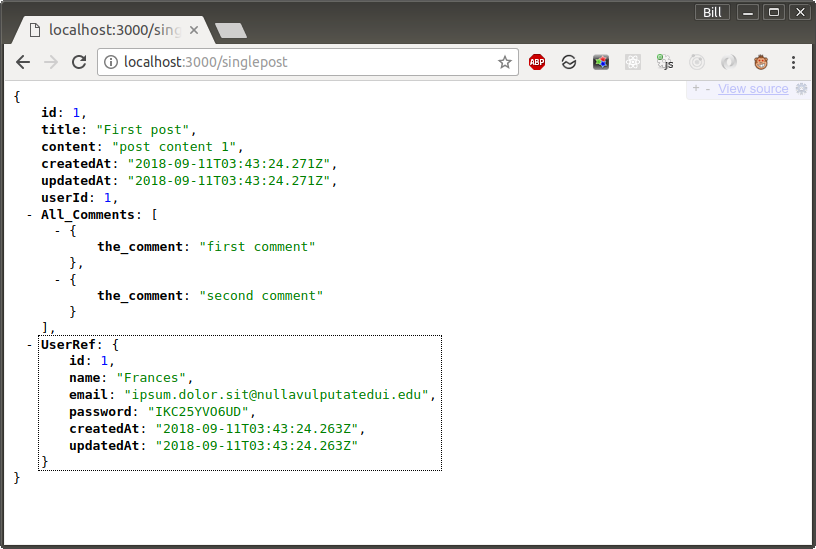 Bill
localhost:3000/sing
localhost:3000/singlepost
ABP
js
+ - View source
{
id: 1,
title: "First post",
content: "post content 1",
createdAt: "2018-09-11T03:43:24.271Z",
updatedAt: "2018-09-11T03:43:24.271Z",
userId: 1,
- All_Comments: [
- {
the_comment: "first comment"
},
- {
the_comment: "second comment"
}
],
- UserRef: {
id: 1,
name: "Frances",
email: "ipsum.dolor.sit@nullavulputatedui.edu",
password: "IKC25YVO6UD",
createdAt: "2018-09-11T03:43:24.263Z",
updatedAt: "2018-09-11T03:43:24.263Z"
}
}